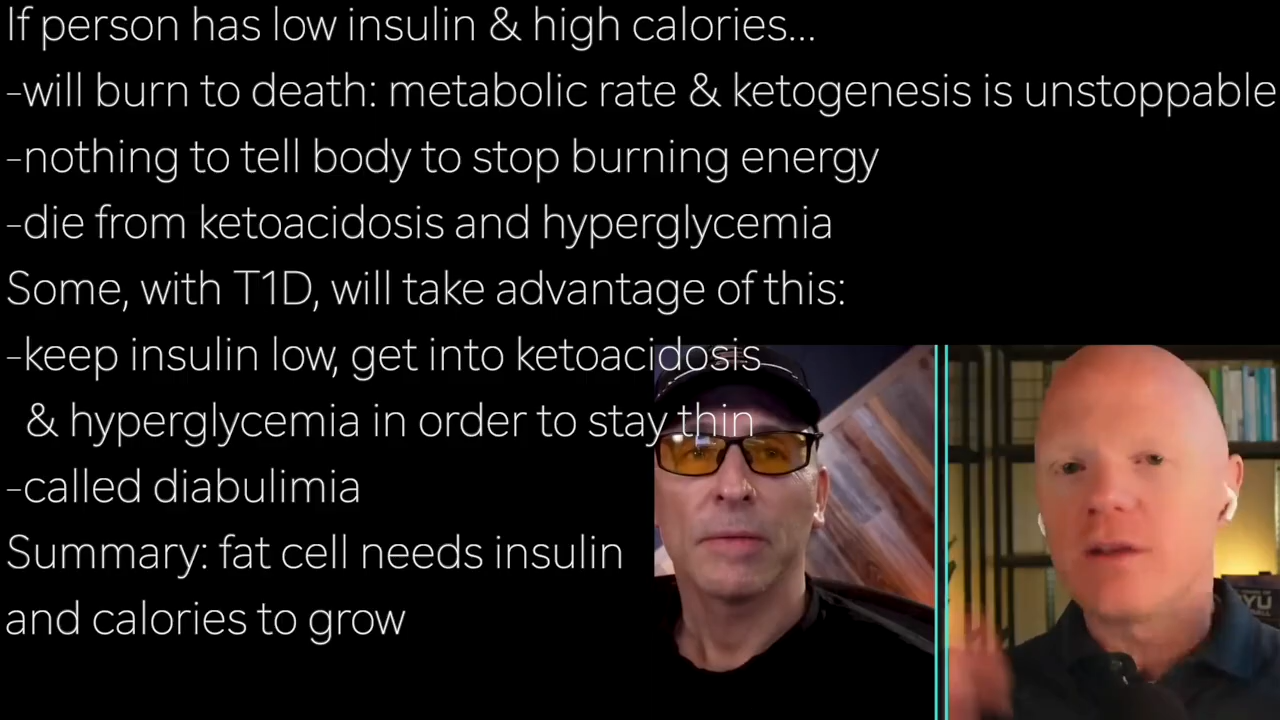 If person has low insulin & high calories...
-will burn to death: metabolic rate & ketogenesis is unstoppable
-nothing to tell body to stop burning energy
-die from ketoacidosis and hyperglycemia
Some, with T1D, will take advantage of this:
-keep insulin low, get into ketoacidosis
& hyperglycemia in order to stay thin
-called diabulimia
Summary: fat cell needs insulin
and calories to grow